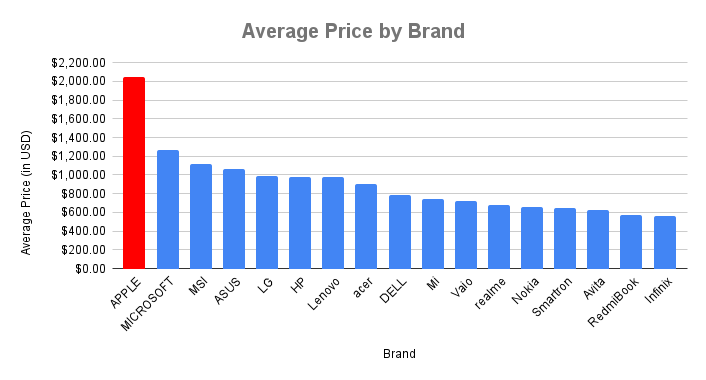 Average Price by Brand
Average Price (in USD)
$2,200.00
$2,000.00
$1,800.00
$1,600.00
$1,400.00
$1,200.00
$1,000.00
$800.00
$600.00
$400.00
$200.00
$0.00
APPLE
MICROSOFT
MSI
ASUS
LG
HP
Lenovo
acer
DELL
MI
Vaio
realme
Nokia
Smartron
Avita
RedmiBook
Infinix
Brand